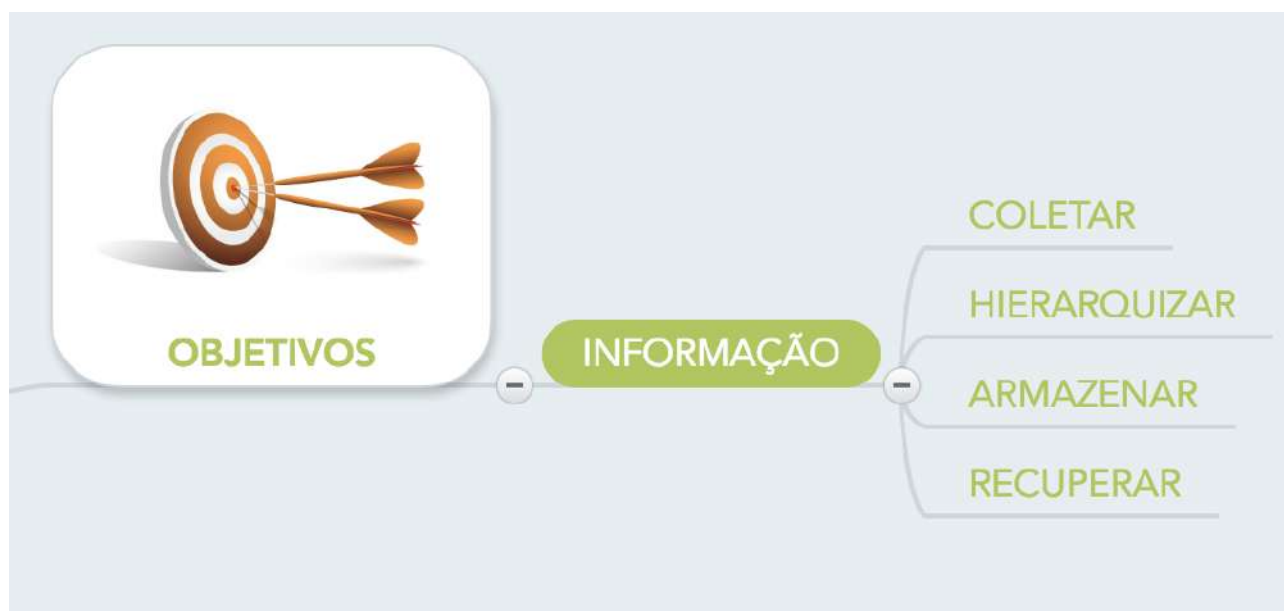 OBJETIVOS
INFORMAÇÃO
COLETAR
HIERARQUIZAR
ARMAZENAR
RECUPERAR